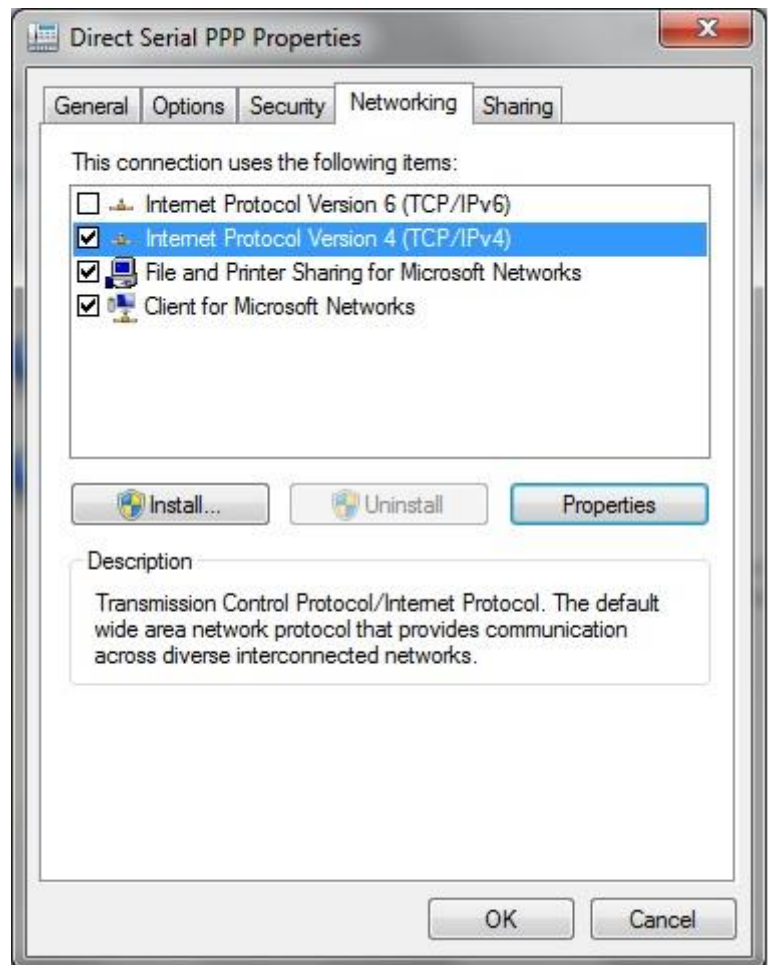 Direct Serial PPP Properties
General Options Security Networking Sharing
This connection uses the following items:
Internet Protocol Version 6 (TCP/IPv6)
Internet Protocol Version 4 (TCP/IPv4)
File and Printer Sharing for Microsoft Networks
Client for Microsoft Networks
Install... Uninstall Properties
Description
Transmission Control Protocol/Internet Protocol. The default
wide area network protocol that provides communication
across diverse interconnected networks.
OK Cancel